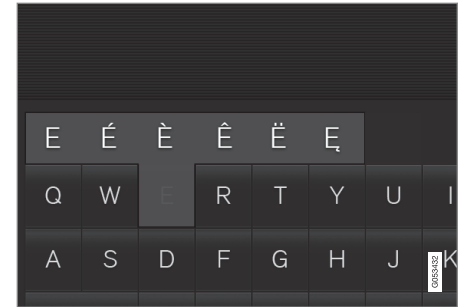 E É È Ê Ë Ę
Q W E R T Y U I
A S D F G H J K
G053432